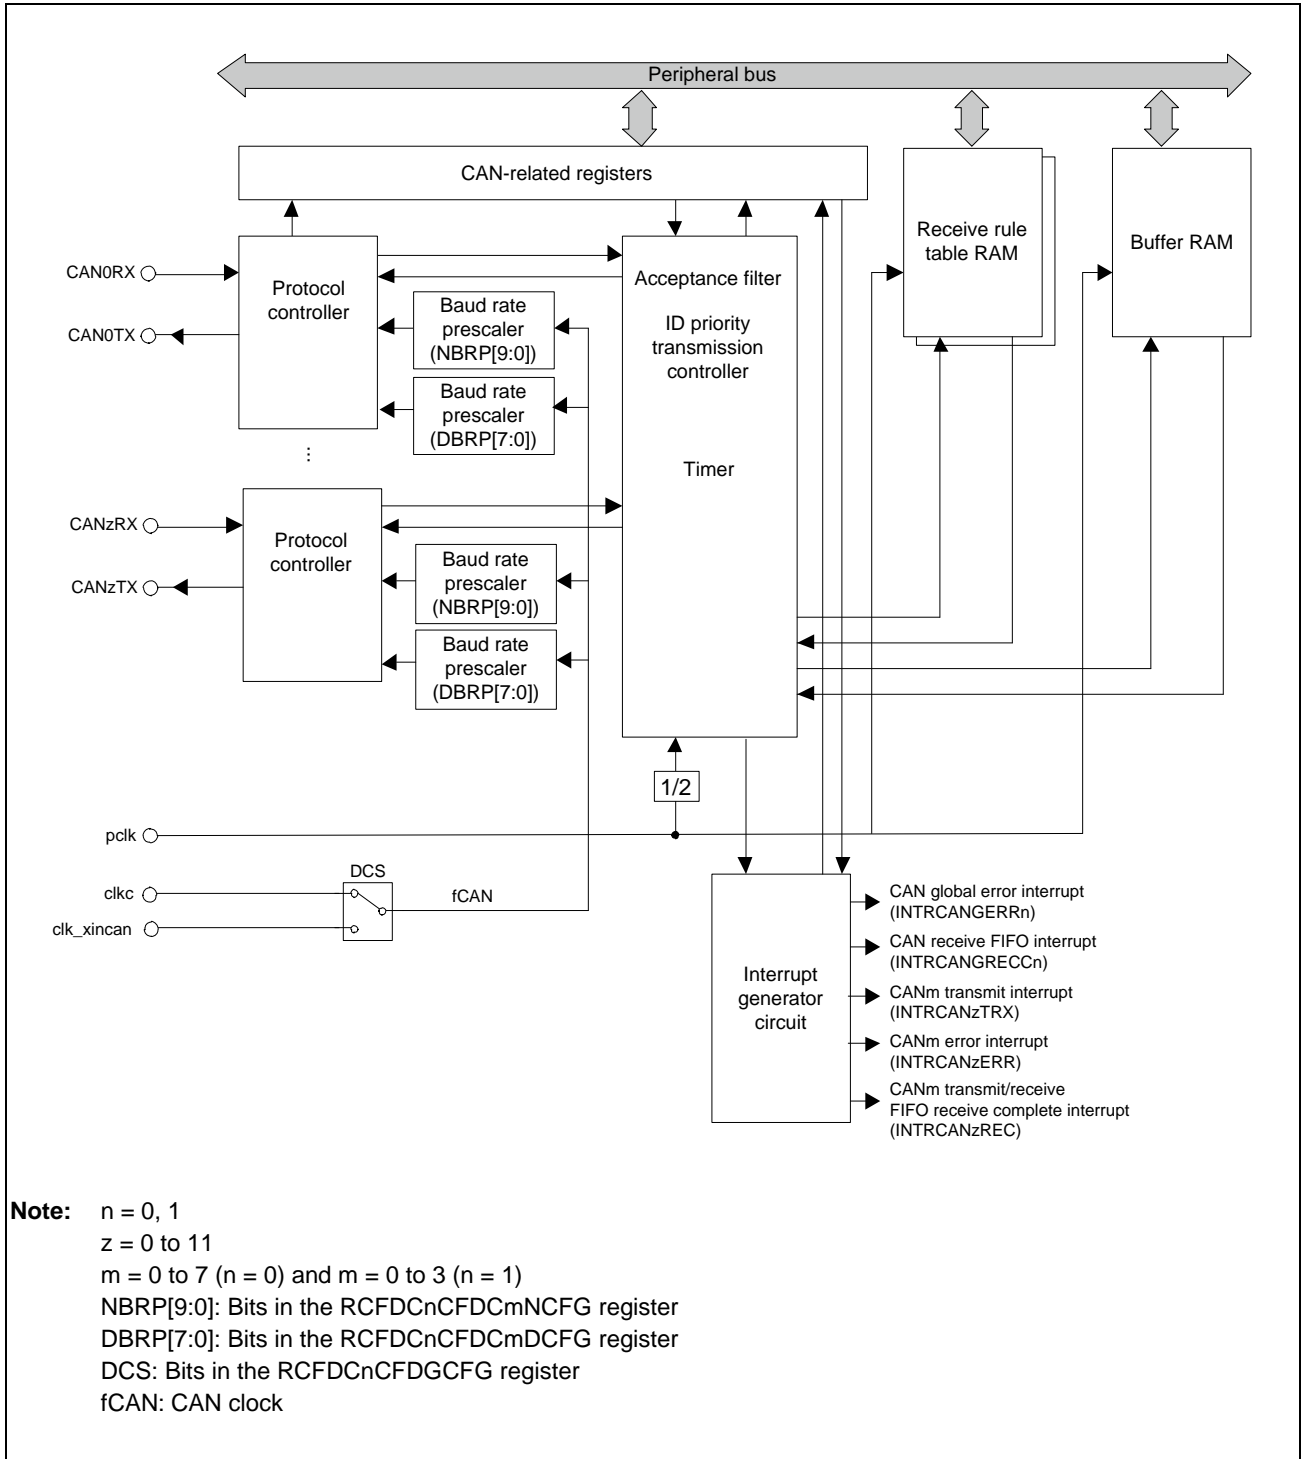 Peripheral bus
CAN-related registers
Receive rule
table RAM
Buffer RAM
CAN0RX
CAN0TX
Protocol
controller
Baud rate
prescaler
(NBRP[9:0])
Baud rate
prescaler
(DBRP[7:0])
Acceptance filter
ID priority
transmission
controller
Timer
...
CANzRX
CANzTX
Protocol
controller
Baud rate
prescaler
(NBRP[9:0])
Baud rate
prescaler
(DBRP[7:0])
1/2
pclk
DCS
clkc
fCAN
clk_xincan
Interrupt
generator
circuit
CAN global error interrupt
(INTRCANGERRn)
CAN receive FIFO interrupt
(INTRCANGRECCn)
CANm transmit interrupt
(INTRCANzTRX)
CANm error interrupt
(INTRCANzERR)
CANm transmit/receive
FIFO receive complete interrupt
(INTRCANzREC)
Note: n = 0, 1
z = 0 to 11
m = 0 to 7 (n = 0) and m = 0 to 3 (n = 1)
NBRP[9:0]: Bits in the RCFDCnCFDCmNCFG register
DBRP[7:0]: Bits in the RCFDCnCFDCmDCFG register
DCS: Bits in the RCFDCnCFDGCFG register
fCAN: CAN clock